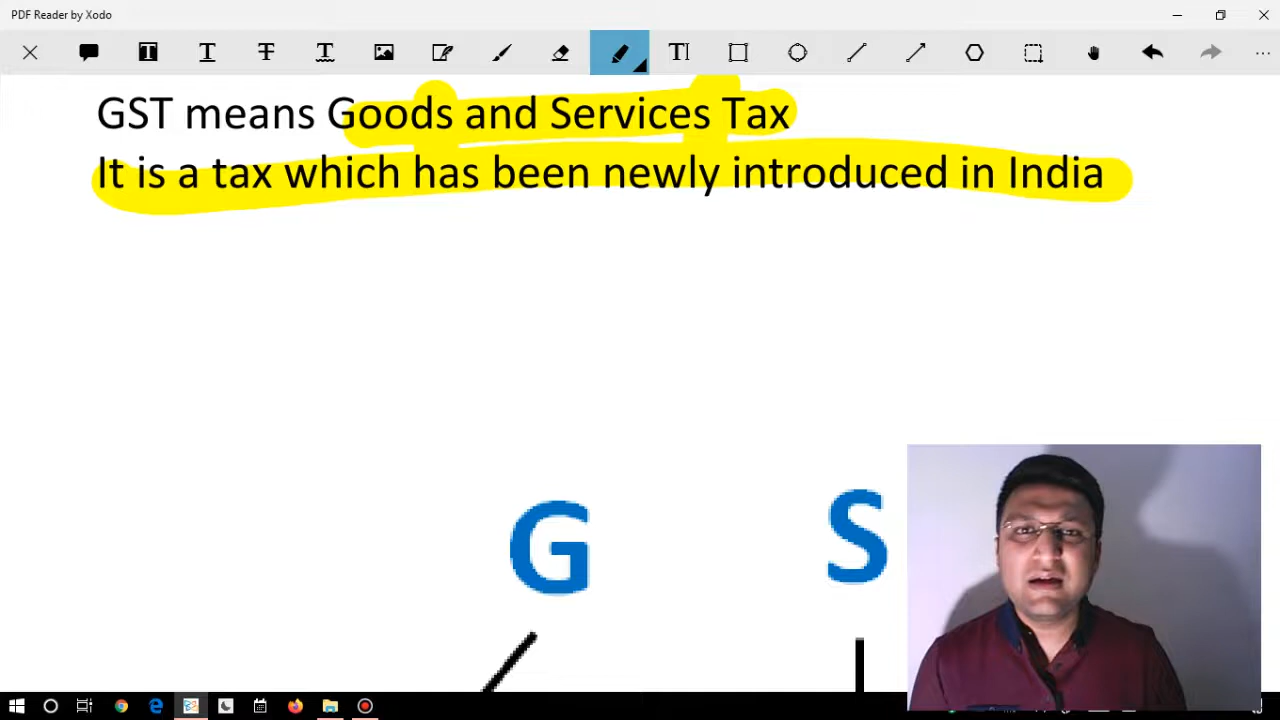 PDF Reader by Xodo
GST means Goods and Services Tax
It is a tax which has been newly introduced in India
G S